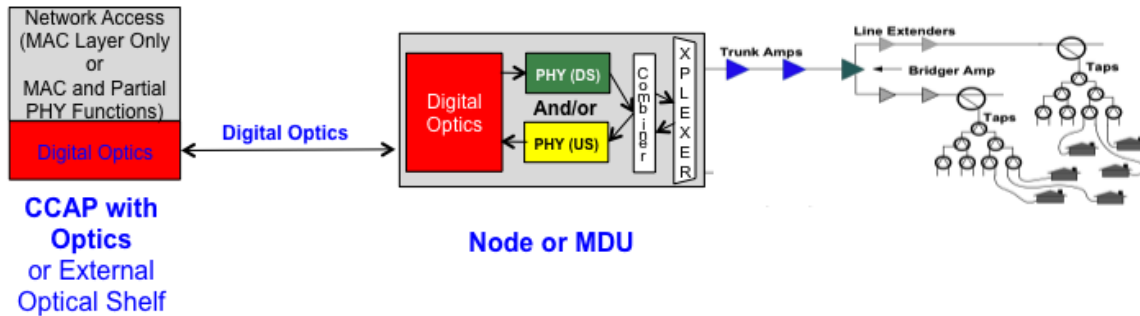 Network Access
(MAC Layer Only
or
MAC and Partial
PHY Functions)
Digital Optics
CCAP with
Optics
or External
Optical Shelf
Digital Optics
Digital
Optics
PHY (DS)
And/or
PHY (US)
Combiner
XPLEXER
Node or MDU
Trunk Amps
Line Extenders
Bridger Amp
Taps
Taps